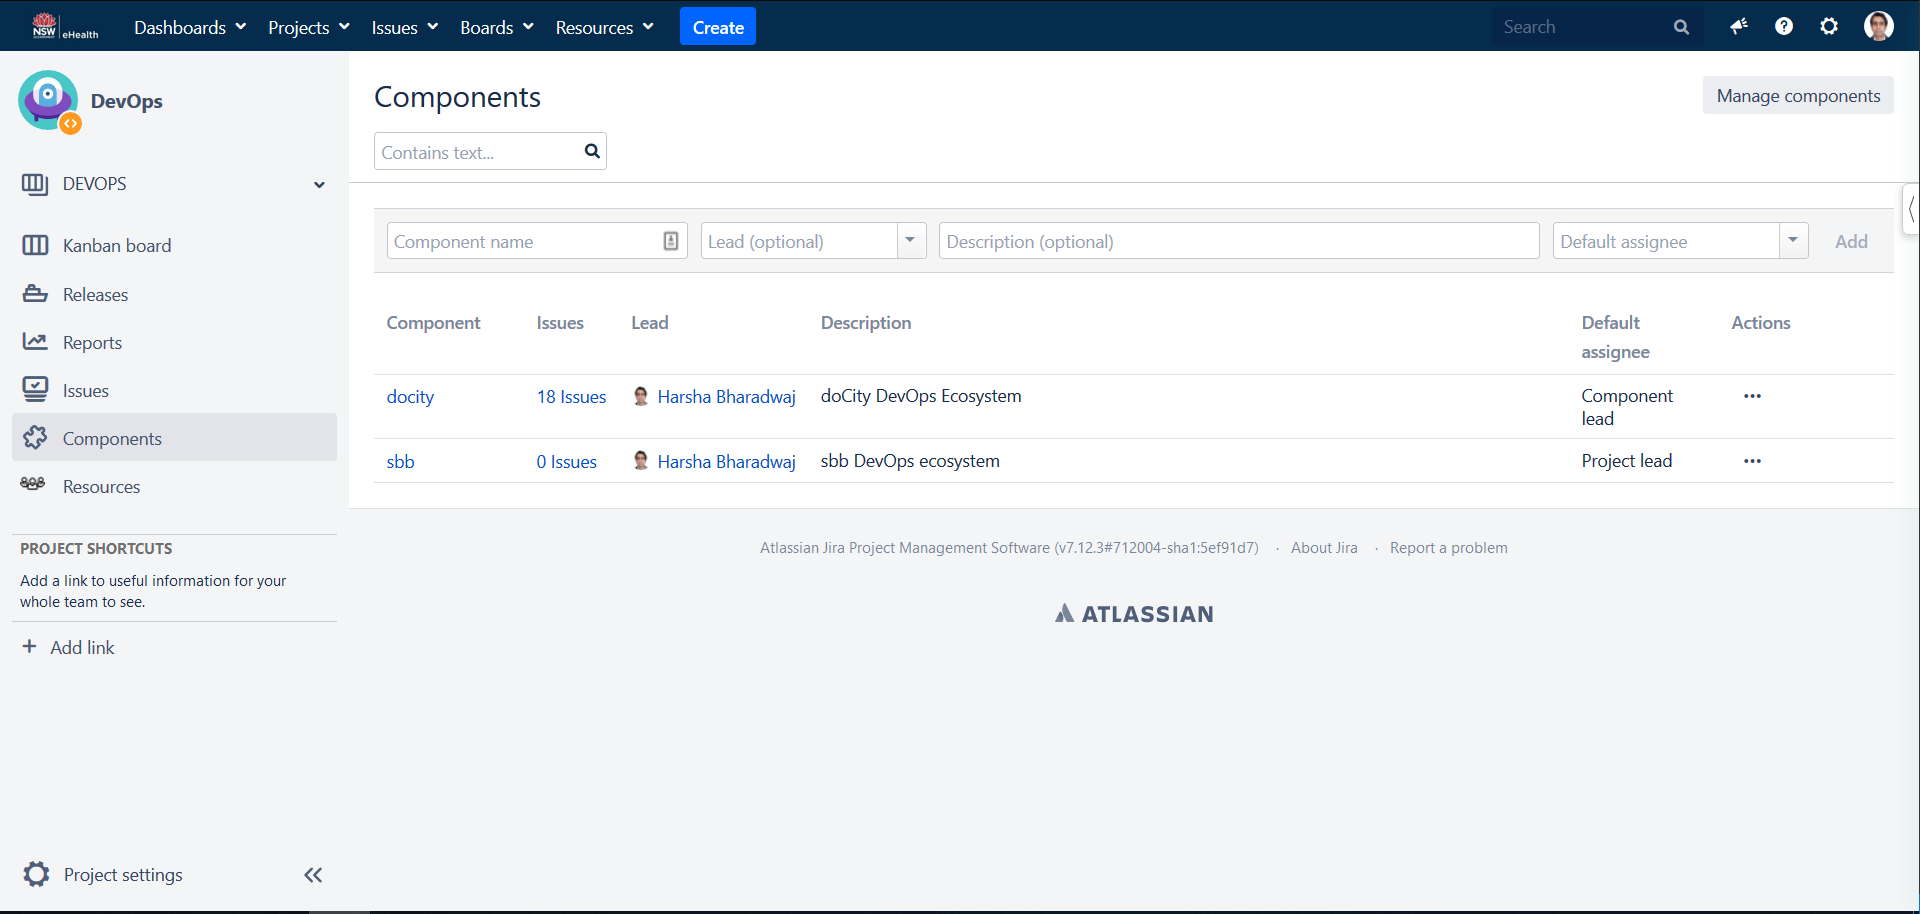 NSW
eHealth
Dashboards
Projects
Issues
Boards
Resources
Create
Search
DevOps
DEVOPS
Kanban board
Releases
Reports
Issues
Components
Resources
PROJECT SHORTCUTS
Add a link to useful information for your
whole team to see.
+ Add link
Project settings
Components
Manage components
Contains text...
Component name
Lead (optional)
Description (optional)
Default assignee
Add
Component Issues Lead Description Default
assignee Actions
docity 18 Issues Harsha Bharadwaj doCity DevOps Ecosystem Component
lead
sbb 0 Issues Harsha Bharadwaj sbb DevOps ecosystem Project lead
Atlassian Jira Project Management Software (v7.12.3#712004-sha1:5ef91d7) · About Jira · Report a problem
ATLASSIAN